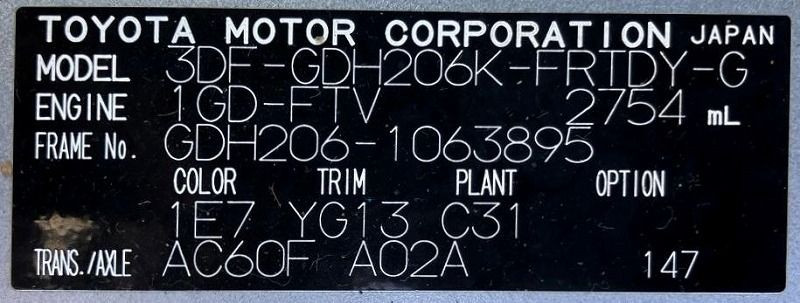 TOYOTA MOTOR CORPORATION JAPAN
MODEL 3DF-GDH206K-FRTDY-G
ENGINE 1GD-FTV 2754 mL
FRAME No. GDH206-1063895
COLOR TRIM PLANT OPTION
1E7 YG13 C31
TRANS./AXLE AC60F A02A 147